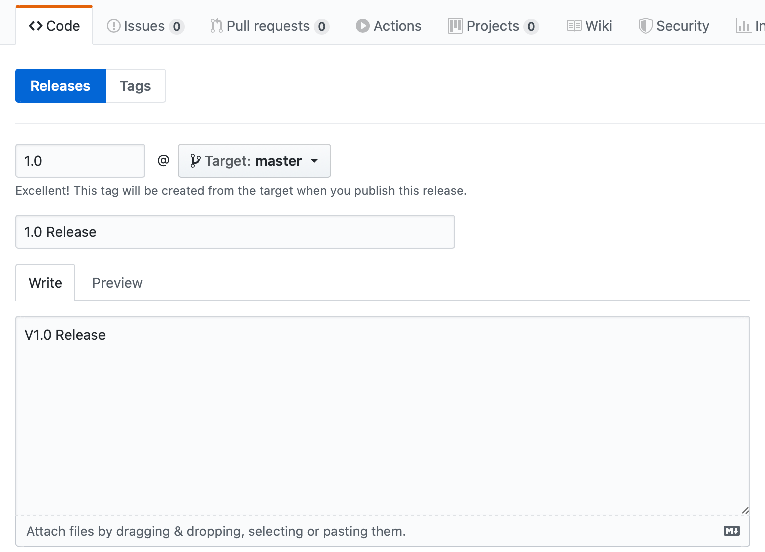 Code Issues 0 Pull requests 0 Actions Projects 0 Wiki Security In
Releases Tags
1.0 @ Target: master
Excellent! This tag will be created from the target when you publish this release.
1.0 Release
Write Preview
V1.0 Release
Attach files by dragging & dropping, selecting or pasting them.